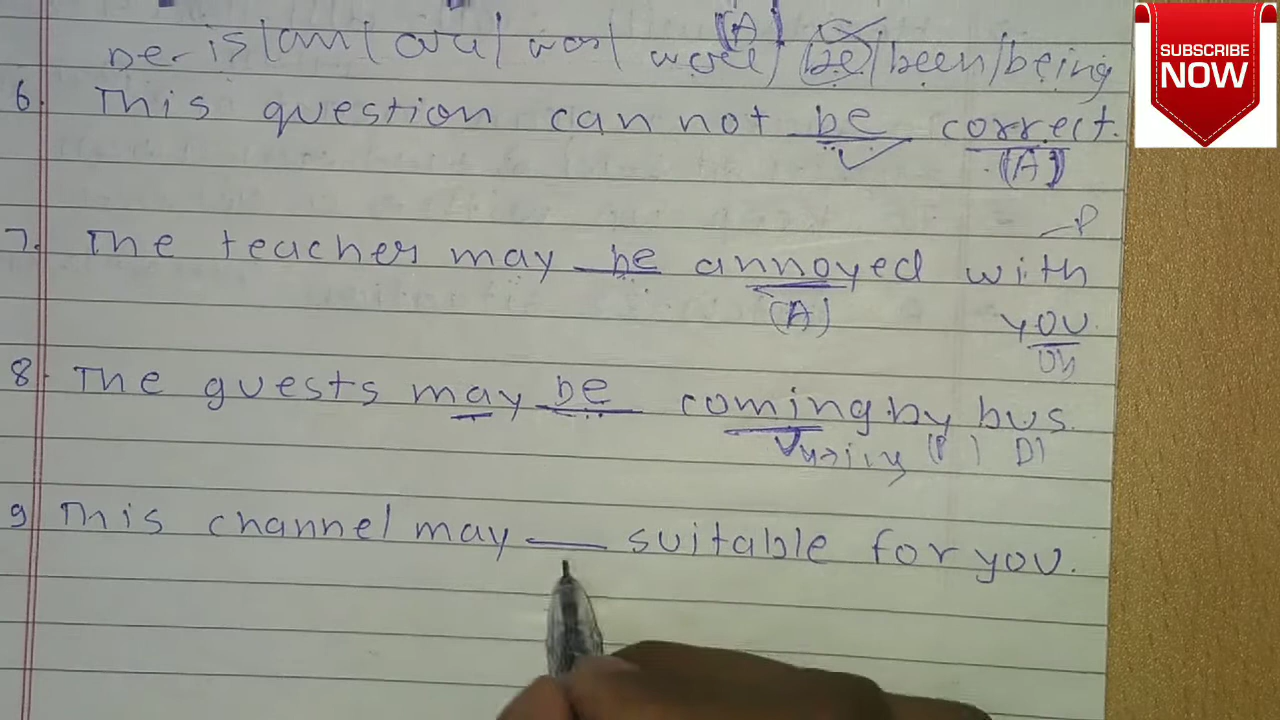 (A)
be- is/am/are/was/were/be/been/being
6. This question can not be correct.
(A)
P
7. The teacher may be annoyed with
(A) you.
Oy
8. The guests may be coming by bus.
(P) D)
9 This channel may — suitable for you.
SUBSCRIBE
NOW